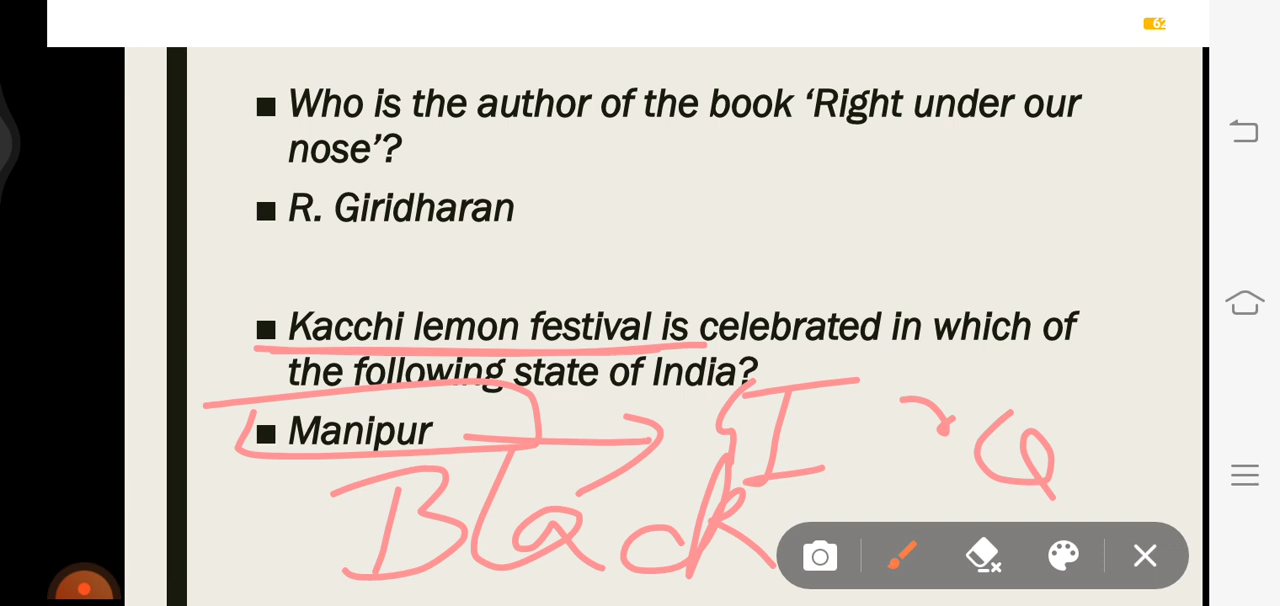 62
■ Who is the author of the book ‘Right under our
nose’?
■ R. Giridharan
■ Kacchi lemon festival is celebrated in which of
the following state of India?
■ Manipur
Black